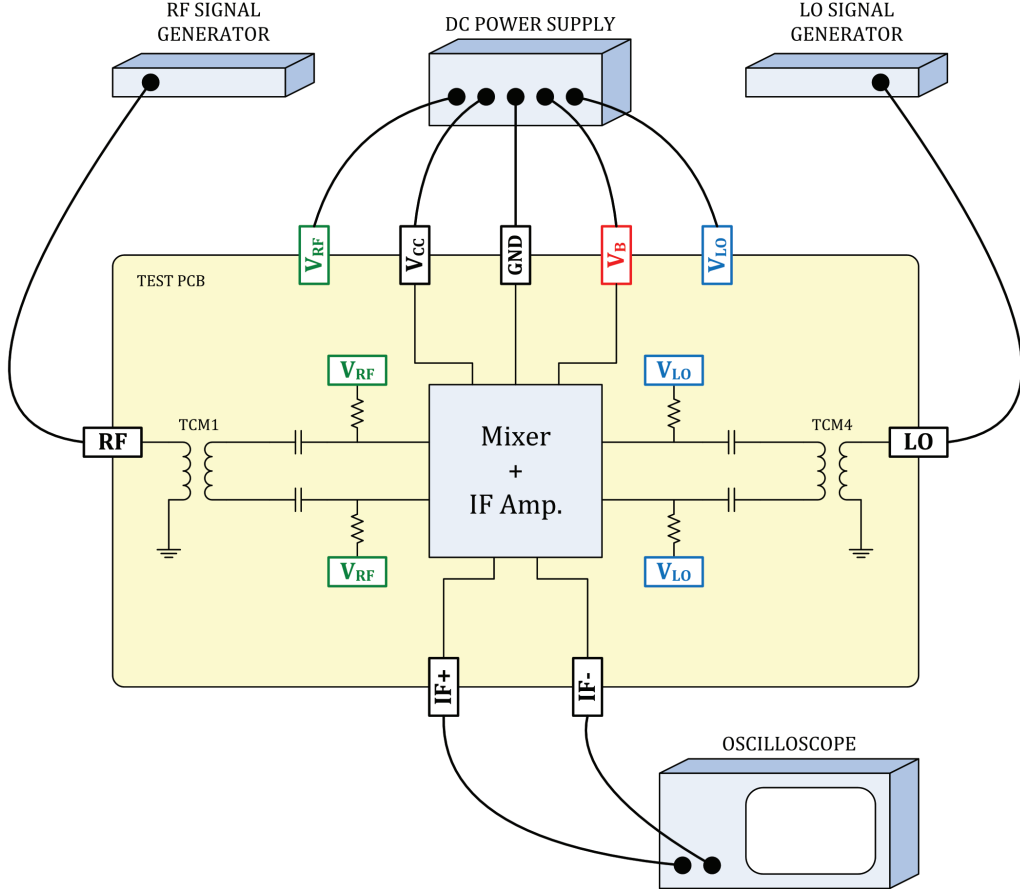 RF SIGNAL
GENERATOR
DC POWER SUPPLY
LO SIGNAL
GENERATOR
VRF
VCC
GND
VB
VLO
TEST PCB
VRF
VLO
TCM1
TCM4
RF
Mixer
+
IF Amp.
LO
VRF
VLO
IF+
IF-
OSCILLOSCOPE